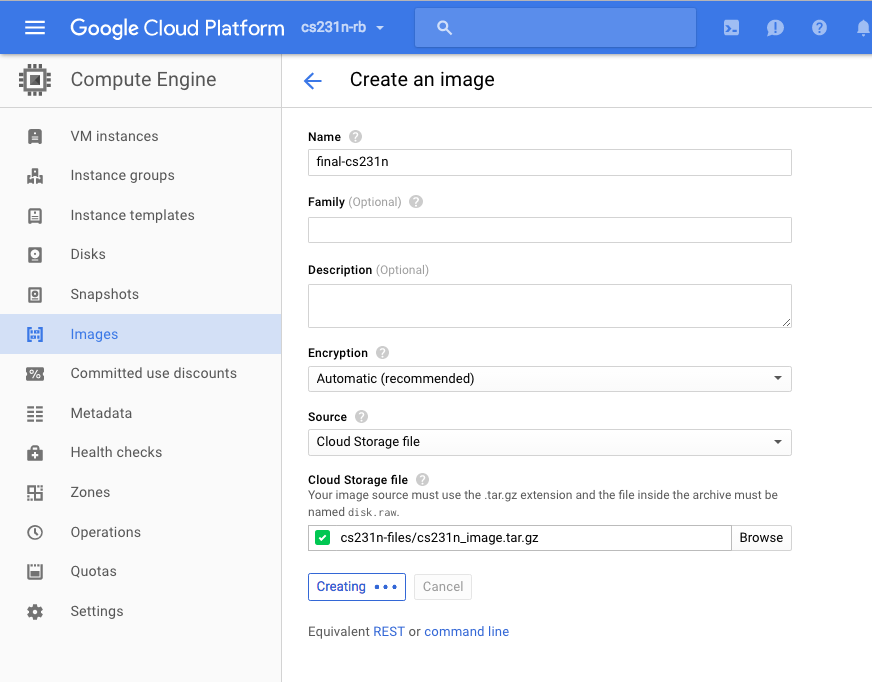 Google Cloud Platform cs231n-rb
Compute Engine
Create an image
VM instances
Instance groups
Instance templates
Disks
Snapshots
Images
Committed use discounts
Metadata
Health checks
Zones
Operations
Quotas
Settings
Name
final-cs231n
Family (Optional)
Description (Optional)
Encryption
Automatic (recommended)
Source
Cloud Storage file
Cloud Storage file
Your image source must use the .tar.gz extension and the file inside the archive must be
named disk.raw.
cs231n-files/cs231n_image.tar.gz Browse
Creating ••• Cancel
Equivalent REST or command line